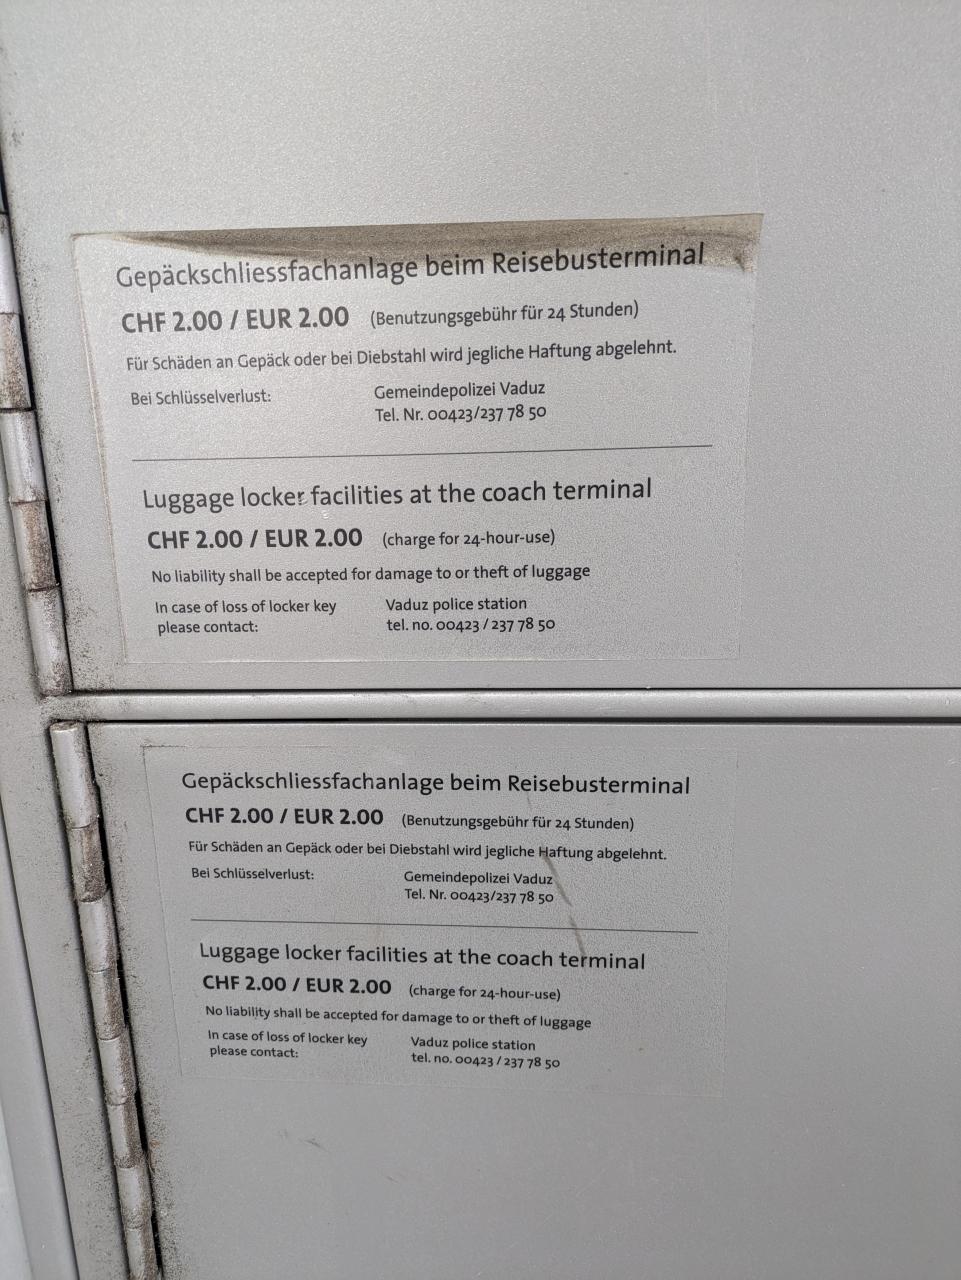 Gepäckschliessfachanlage beim Reisebusterminal
CHF 2.00 / EUR 2.00 (Benutzungsgebühr für 24 Stunden)
Für Schäden an Gepäck oder bei Diebstahl wird jegliche Haftung abgelehnt.
Bei Schlüsselverlust: Gemeindepolizei Vaduz
Tel. Nr. 00423/237 78 50
Luggage locker facilities at the coach terminal
CHF 2.00 / EUR 2.00 (charge for 24-hour-use)
No liability shall be accepted for damage to or theft of luggage
In case of loss of locker key Vaduz police station
please contact: tel. no. 00423 / 237 78 50
Gepäckschliessfachanlage beim Reisebusterminal
CHF 2.00 / EUR 2.00 (Benutzungsgebühr für 24 Stunden)
Für Schäden an Gepäck oder bei Diebstahl wird jegliche Haftung abgelehnt.
Bei Schlüsselverlust: Gemeindepolizei Vaduz
Tel. Nr. 00423/237 78 50
Luggage locker facilities at the coach terminal
CHF 2.00 / EUR 2.00 (charge for 24-hour-use)
No liability shall be accepted for damage to or theft of luggage
In case of loss of locker key Vaduz police station
please contact: tel. no. 00423 / 237 78 50